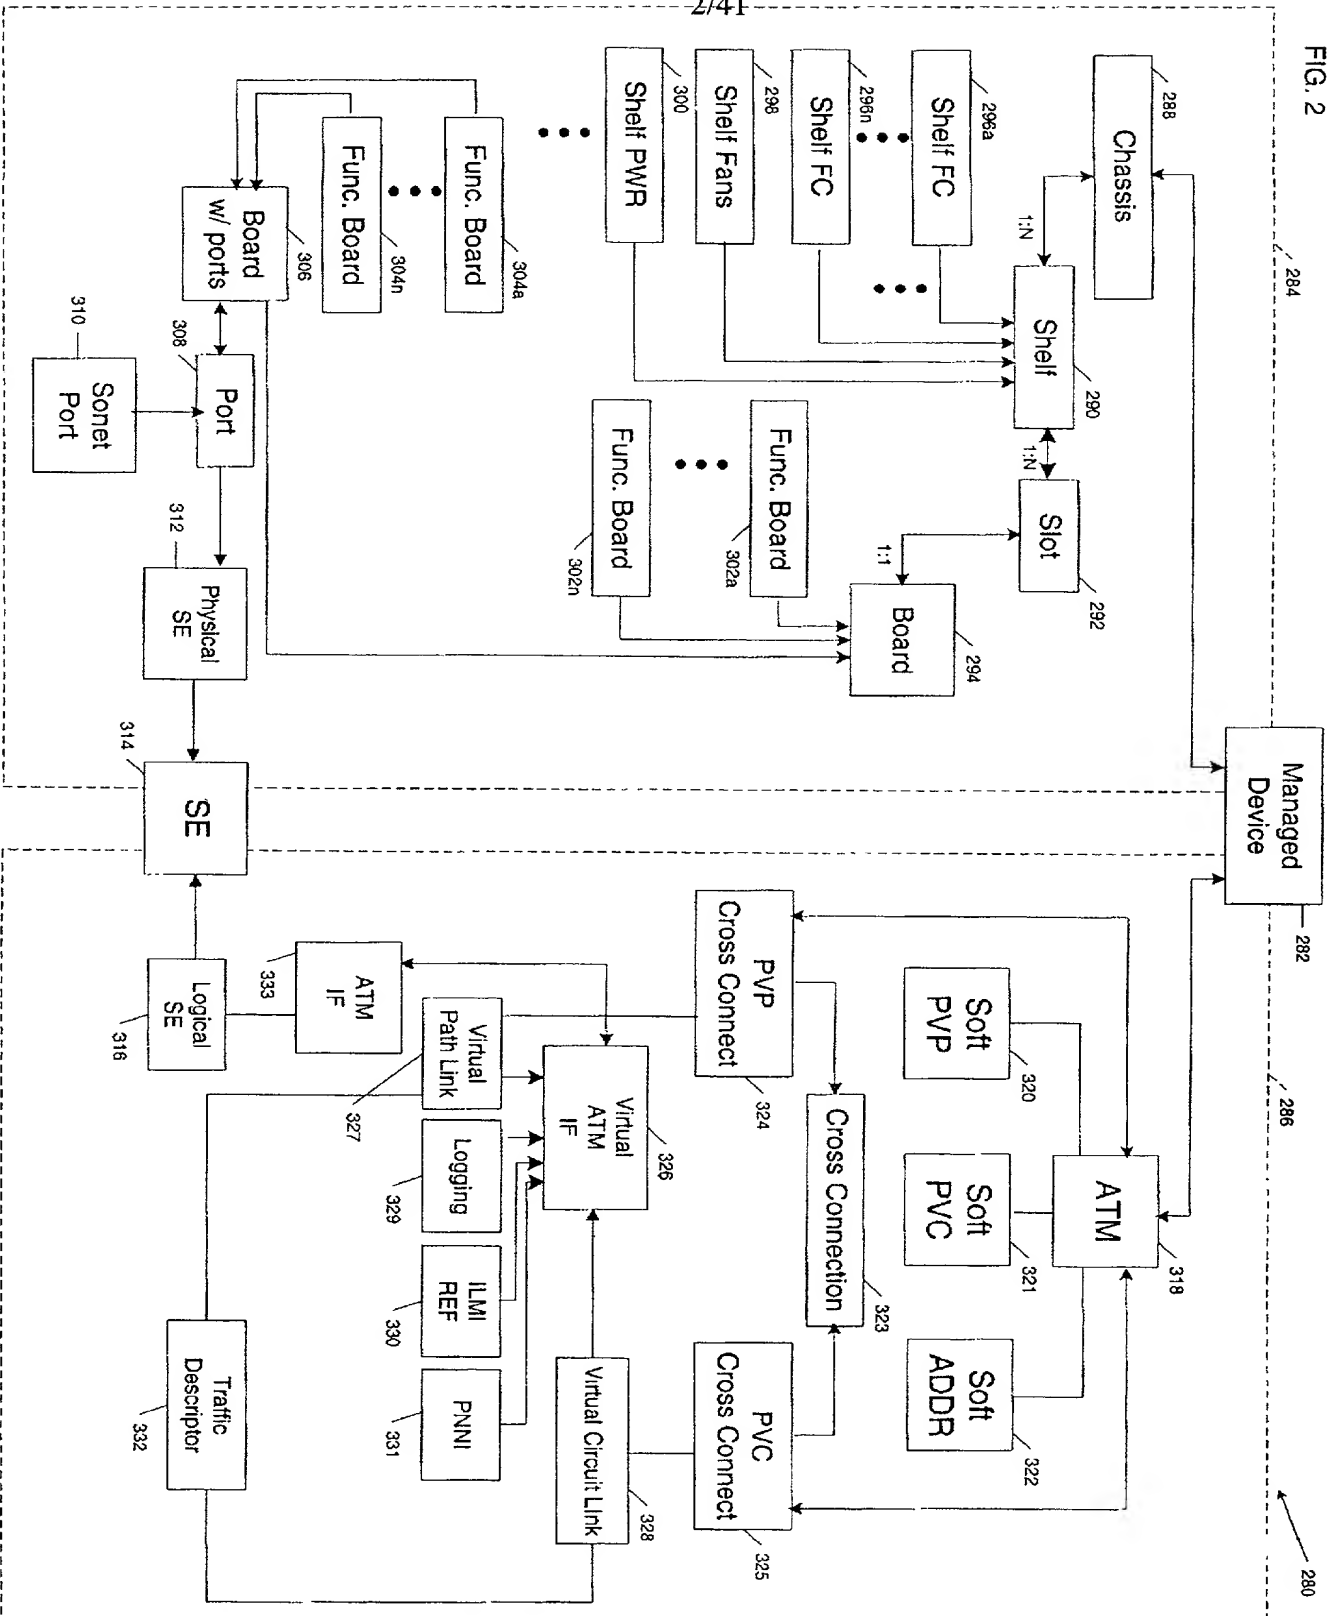 2/41
FIG. 2
280
Managed
Device
282
284
286
288
Chassis
1:N
Shelf
290
1:N
Slot
292
1:1
Board
294
296a
Shelf FC
296n
Shelf FC
298
Shelf Fans
300
Shelf PWR
Func. Board
302a
Func. Board
302n
Func. Board
304a
Func. Board
304n
Board
w/ ports
306
Port
308
310
Sonet
Port
312
Physical
SE
314
SE
Logical
SE
316
ATM
318
Soft
PVP
320
Soft
PVC
321
Soft
ADDR
322
Cross Connection
323
PVP
Cross Connect
324
PVC
Cross Connect
325
Virtual
ATM
IF
326
Virtual
Path Link
327
Virtual Circuit LInk
328
Logging
329
ILMI
REF
330
PNNI
331
Traffic
Descriptor
332
ATM
IF
333